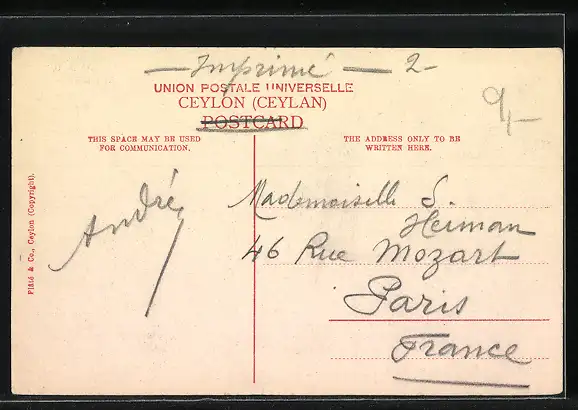 — Imprimé — 2-
UNION POSTALE UNIVERSELLE
CEYLON (CEYLAN)
POSTCARD
9,-
THIS SPACE MAY BE USED
FOR COMMUNICATION.
THE ADDRESS ONLY TO BE
WRITTEN HERE.
André,
Mademoiselle S.
Heiman
46 Rue Mozart
Paris
France
Plâté & Co., Ceylon (Copyright).